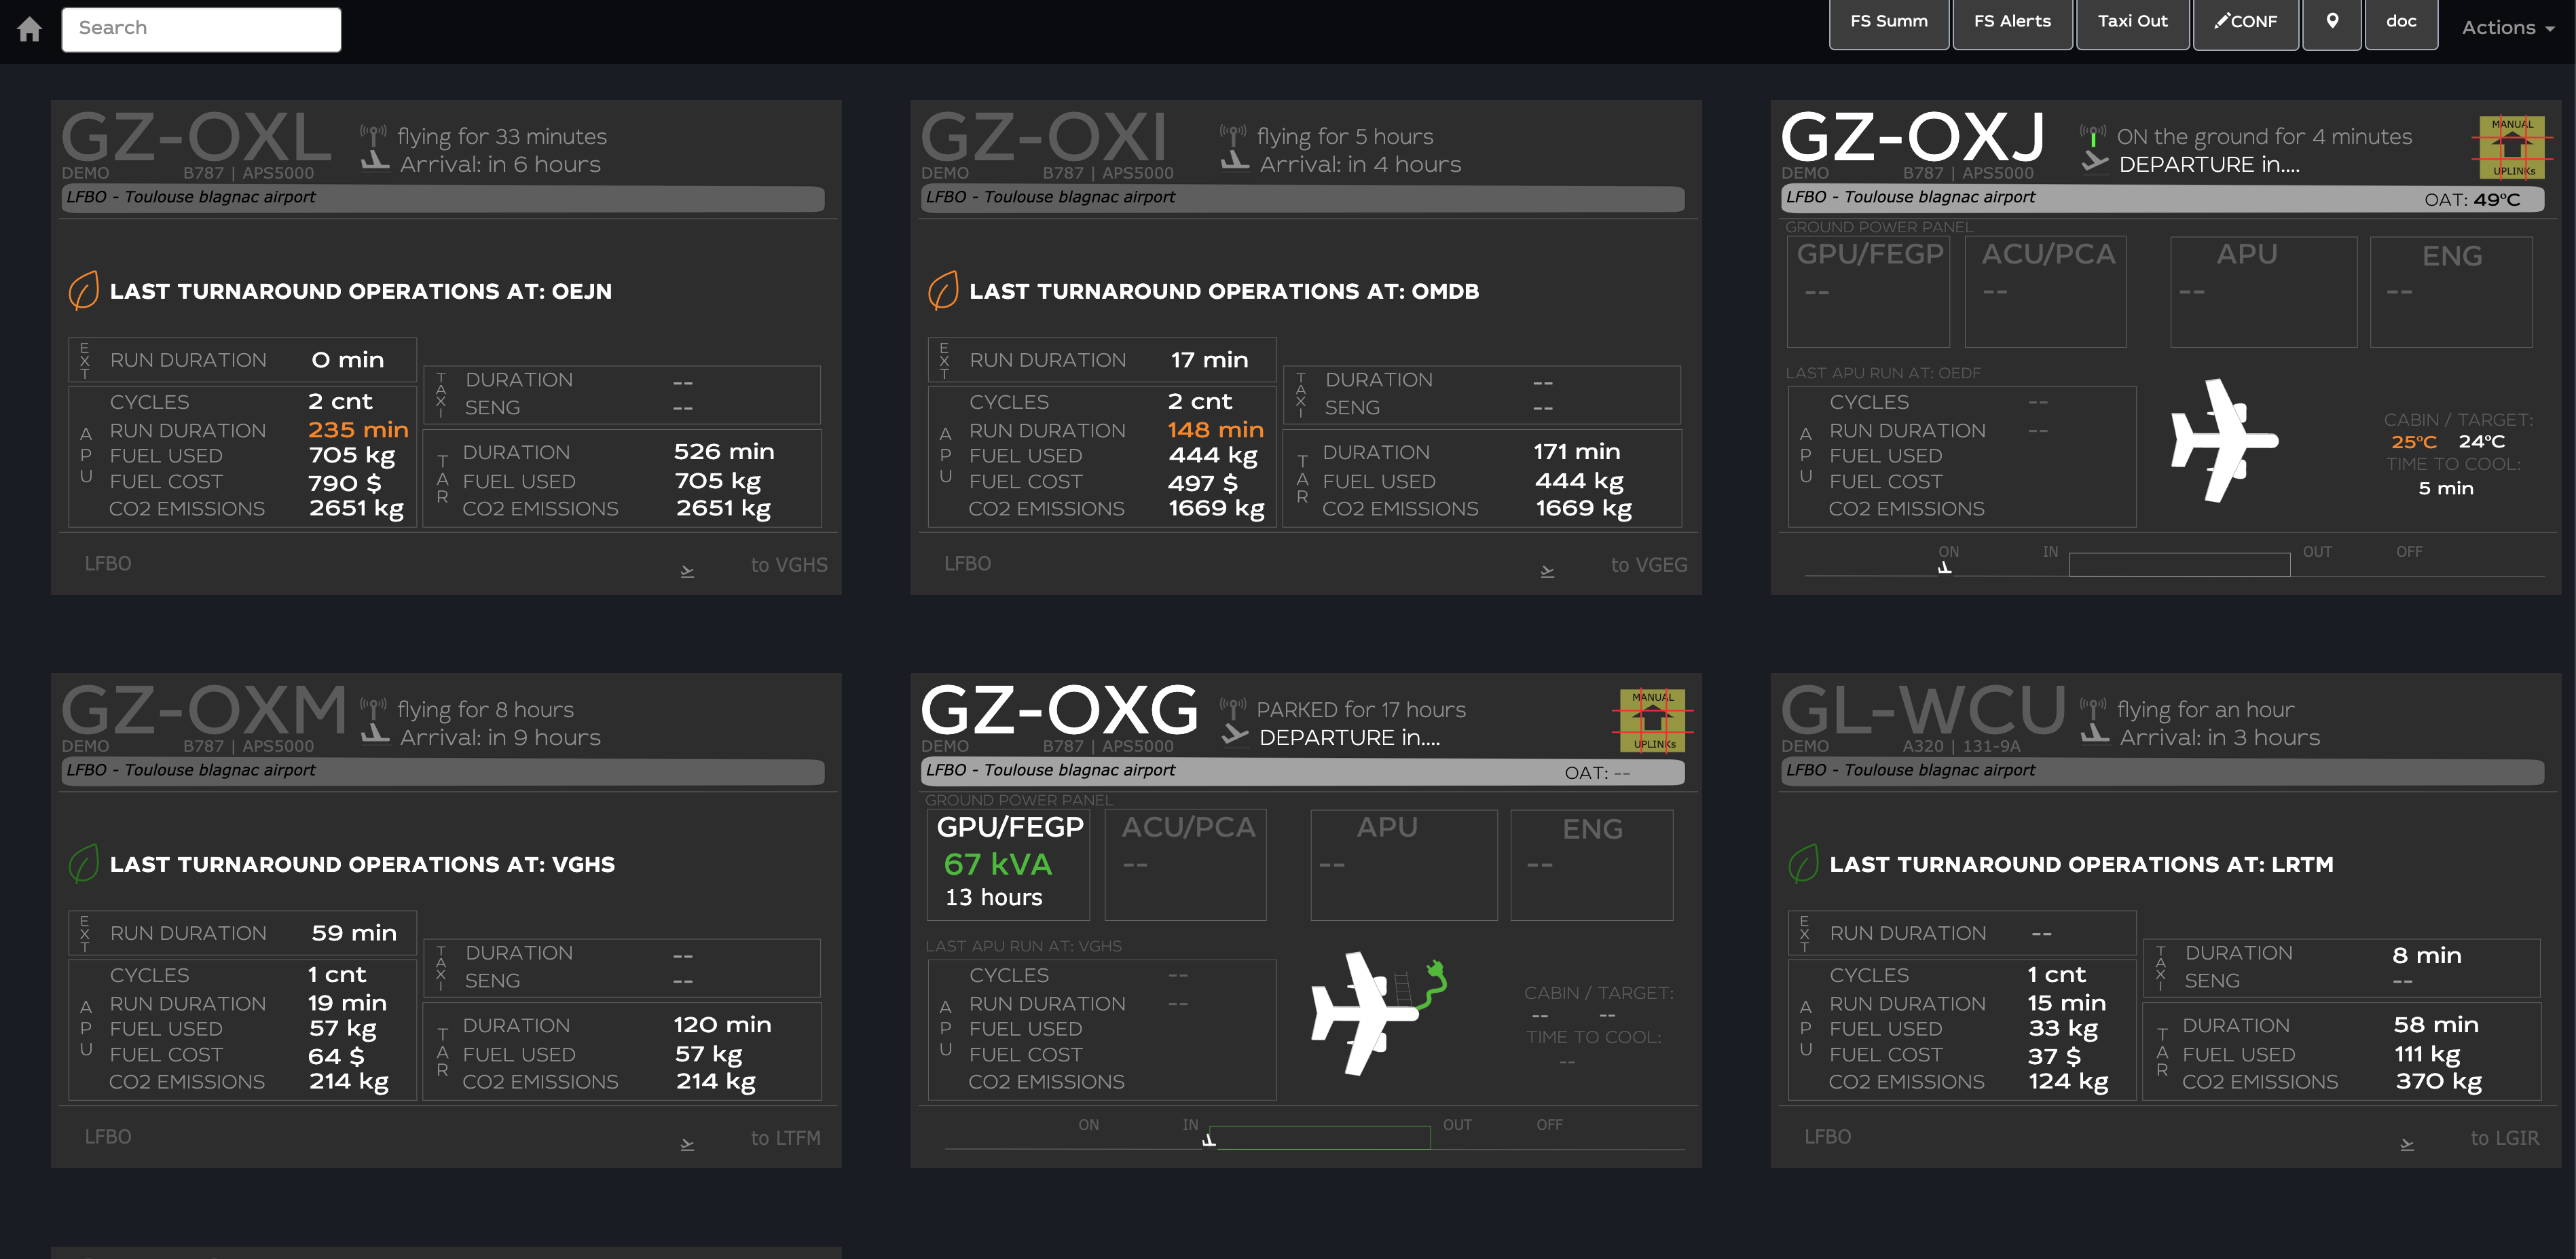 Search
FS Summ
FS Alerts
Taxi Out
CONF
doc
Actions
GZ-OXL
flying for 33 minutes
Arrival: in 6 hours
DEMO
B787 | APS5000
LFBO - Toulouse blagnac airport
LAST TURNAROUND OPERATIONS AT: OEJN
EXT
RUN DURATION 0 min
APU
CYCLES 2 cnt
RUN DURATION 235 min
FUEL USED 705 kg
FUEL COST 790 $
CO2 EMISSIONS 2651 kg
TAXI
DURATION --
SENG --
TAR
DURATION 526 min
FUEL USED 705 kg
CO2 EMISSIONS 2651 kg
LFBO
to VGHS
GZ-OXI
flying for 5 hours
Arrival: in 4 hours
DEMO
B787 | APS5000
LFBO - Toulouse blagnac airport
LAST TURNAROUND OPERATIONS AT: OMDB
EXT
RUN DURATION 17 min
APU
CYCLES 2 cnt
RUN DURATION 148 min
FUEL USED 444 kg
FUEL COST 497 $
CO2 EMISSIONS 1669 kg
TAXI
DURATION --
SENG --
TAR
DURATION 171 min
FUEL USED 444 kg
CO2 EMISSIONS 1669 kg
LFBO
to VGEG
GZ-OXJ
ON the ground for 4 minutes
DEPARTURE in....
MANUAL
UPLINKs
DEMO
B787 | APS5000
LFBO - Toulouse blagnac airport
OAT: 49°C
GROUND POWER PANEL
GPU/FEGP
--
ACU/PCA
--
APU
--
ENG
--
LAST APU RUN AT: OEDF
APU
CYCLES --
RUN DURATION --
FUEL USED
FUEL COST
CO2 EMISSIONS
CABIN / TARGET:
25°C 24°C
TIME TO COOL:
5 min
ON IN OUT OFF
GZ-OXM
flying for 8 hours
Arrival: in 9 hours
DEMO
B787 | APS5000
LFBO - Toulouse blagnac airport
LAST TURNAROUND OPERATIONS AT: VGHS
EXT
RUN DURATION 59 min
APU
CYCLES 1 cnt
RUN DURATION 19 min
FUEL USED 57 kg
FUEL COST 64 $
CO2 EMISSIONS 214 kg
TAXI
DURATION --
SENG --
TAR
DURATION 120 min
FUEL USED 57 kg
CO2 EMISSIONS 214 kg
LFBO
to LTFM
GZ-OXG
PARKED for 17 hours
DEPARTURE in....
MANUAL
UPLINKs
DEMO
B787 | APS5000
LFBO - Toulouse blagnac airport
OAT: --
GROUND POWER PANEL
GPU/FEGP
67 kVA
13 hours
ACU/PCA
--
APU
--
ENG
--
LAST APU RUN AT: VGHS
APU
CYCLES --
RUN DURATION --
FUEL USED
FUEL COST
CO2 EMISSIONS
CABIN / TARGET:
-- --
TIME TO COOL:
--
ON IN OUT OFF
GL-WCU
flying for an hour
Arrival: in 3 hours
DEMO
A320 | 131-9A
LFBO - Toulouse blagnac airport
LAST TURNAROUND OPERATIONS AT: LRTM
EXT
RUN DURATION --
APU
CYCLES 1 cnt
RUN DURATION 15 min
FUEL USED 33 kg
FUEL COST 37 $
CO2 EMISSIONS 124 kg
TAXI
DURATION 8 min
SENG --
TAR
DURATION 58 min
FUEL USED 111 kg
CO2 EMISSIONS 370 kg
LFBO
to LGIR